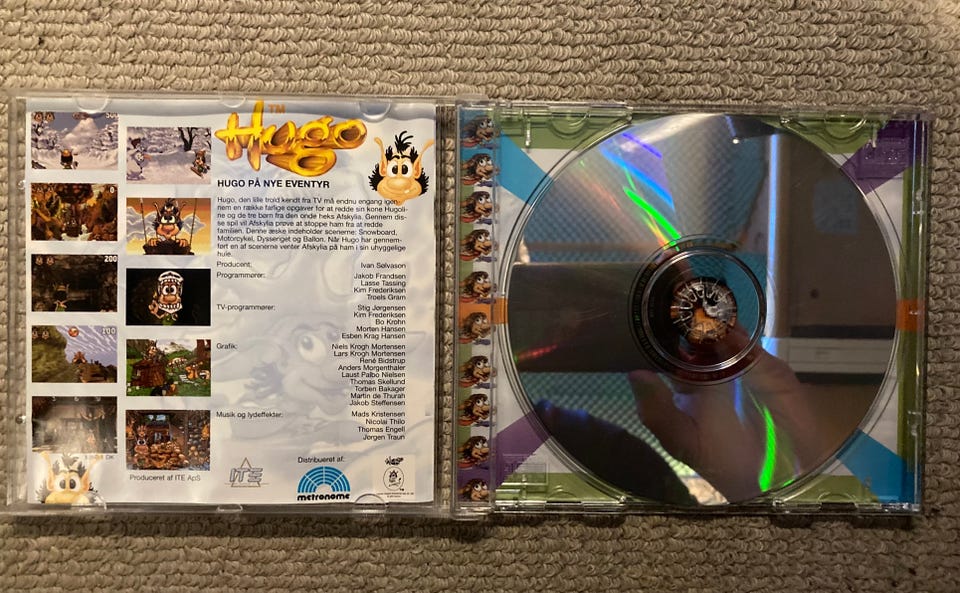 Hugo TM
HUGO PÅ NYE EVENTYR
Hugo, den lille trold kendt fra TV må endnu engang igen-
nem en række farlige opgaver for at redde sin kone Hugoli-
ne og de tre børn fra den onde heks Afskylia. Gennem dis-
se spil vil Afskylia prøve at stoppe ham fra at redde
familien. Denne æske indeholder scenerne: Snowboard,
Motorcykel, Dysseriget og Ballon. Når Hugo har gennem-
ført en af scenerne venter Afskylia på ham i sin uhyggelige
hule.
Producent: Ivan Sølvason
Programmører: Jakob Frandsen
Lasse Tassing
Kim Frederiksen
Troels Gram
TV-programmører: Stig Jørgensen
Kim Frederiksen
Bo Krohn
Morten Hansen
Esben Krag Hansen
Grafik: Niels Krogh Mortensen
Lars Krogh Mortensen
René Bidstrup
Anders Morgenthaler
Laust Palbo Nielsen
Thomas Skellund
Torben Bakager
Martin de Thurah
Jakob Steffensen
Musik og lydeffekter: Mads Kristensen
Nicolai Thilo
Thomas Engell
Jørgen Traun
200
100
Produceret af ITE ApS
ITE
Distribueret af:
metronome